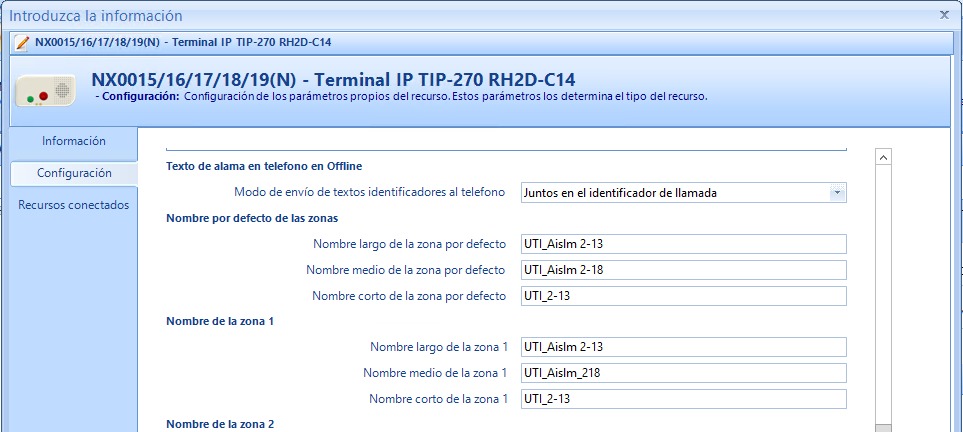 Introduzca la información
NX0015/16/17/18/19(N) - Terminal IP TIP-270 RH2D-C14
NX0015/16/17/18/19(N) - Terminal IP TIP-270 RH2D-C14
- Configuración: Configuración de los parámetros propios del recurso. Estos parámetros los determina el tipo del recurso.
Información
Configuración
Recursos conectados
Texto de alama en telefono en Offline
Modo de envío de textos identificadores al telefono Juntos en el identificador de llamada
Nombre por defecto de las zonas
Nombre largo de la zona por defecto UTI_Aislm 2-13
Nombre medio de la zona por defecto UTI_Aislm 2-18
Nombre corto de la zona por defecto UTI_2-13
Nombre de la zona 1
Nombre largo de la zona 1 UTI_Aislm 2-13
Nombre medio de la zona 1 UTI_Aislm_218
Nombre corto de la zona 1 UTI_2-13
Nombre de la zona 2